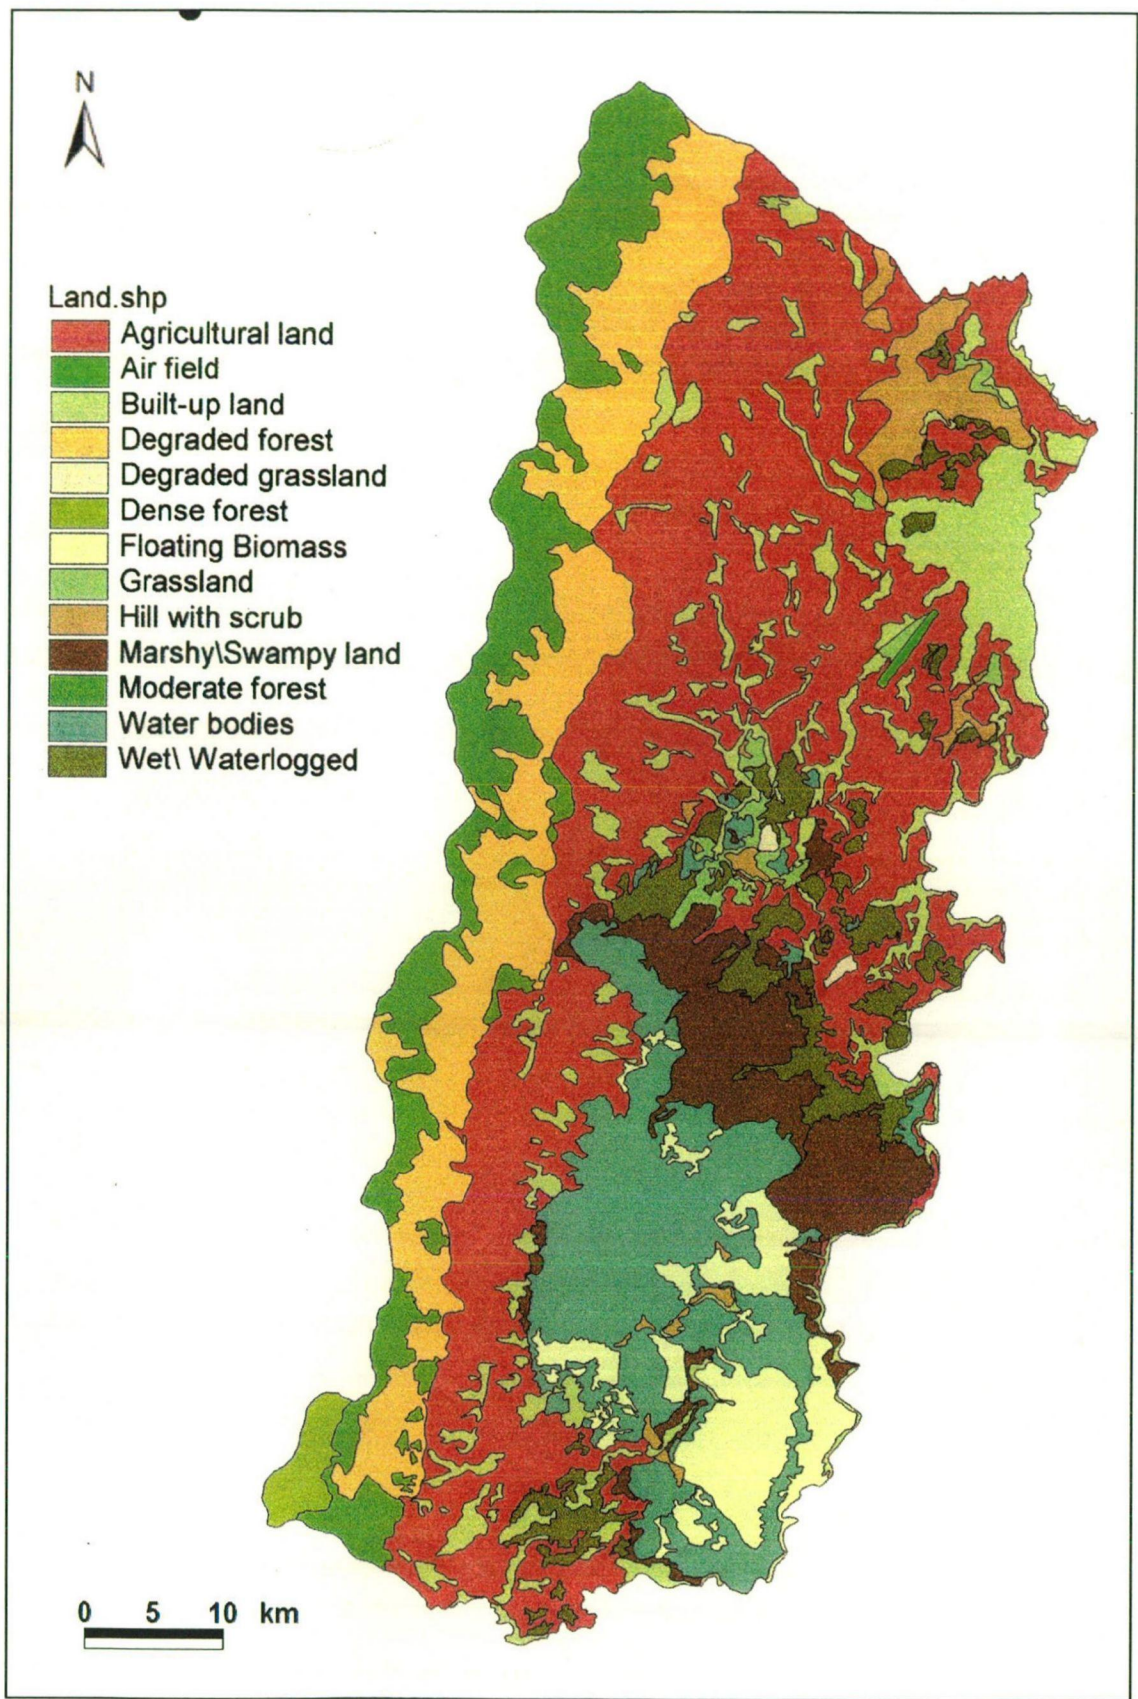 N
Land.shp
Agricultural land
Air field
Built-up land
Degraded forest
Degraded grassland
Dense forest
Floating Biomass
Grassland
Hill with scrub
Marshy\Swampy land
Moderate forest
Water bodies
Wet\ Waterlogged
0 5 10 km